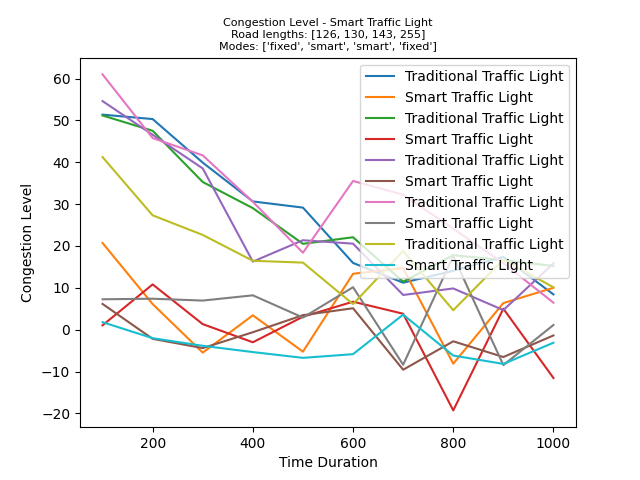 Congestion Level - Smart Traffic Light
Road lengths: [126, 130, 143, 255]
Modes: ['fixed', 'smart', 'smart', 'fixed']
60
50
40
30
20
10
0
−10
−20
Congestion Level
Traditional Traffic Light
Smart Traffic Light
Traditional Traffic Light
Smart Traffic Light
Traditional Traffic Light
Smart Traffic Light
Traditional Traffic Light
Smart Traffic Light
Traditional Traffic Light
Smart Traffic Light
200
400
600
800
1000
Time Duration